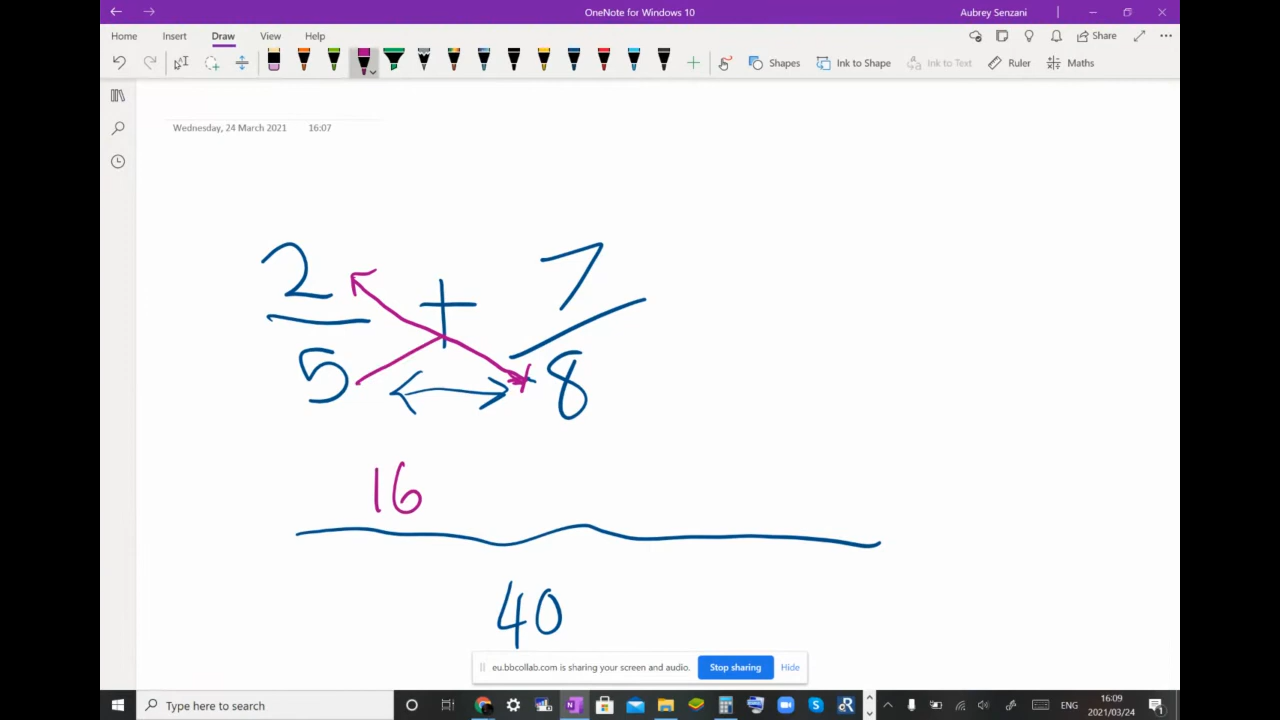 OneNote for Windows 10
Aubrey Senzani
Home Insert Draw View Help
Share
Shapes Ink to Shape Ink to Text Ruler Maths
Wednesday, 24 March 2021 16:07
2 + 7
5 8
16
40
eu.bbcollab.com is sharing your screen and audio. Stop sharing Hide
Type here to search
ENG
16:09
2021/03/24